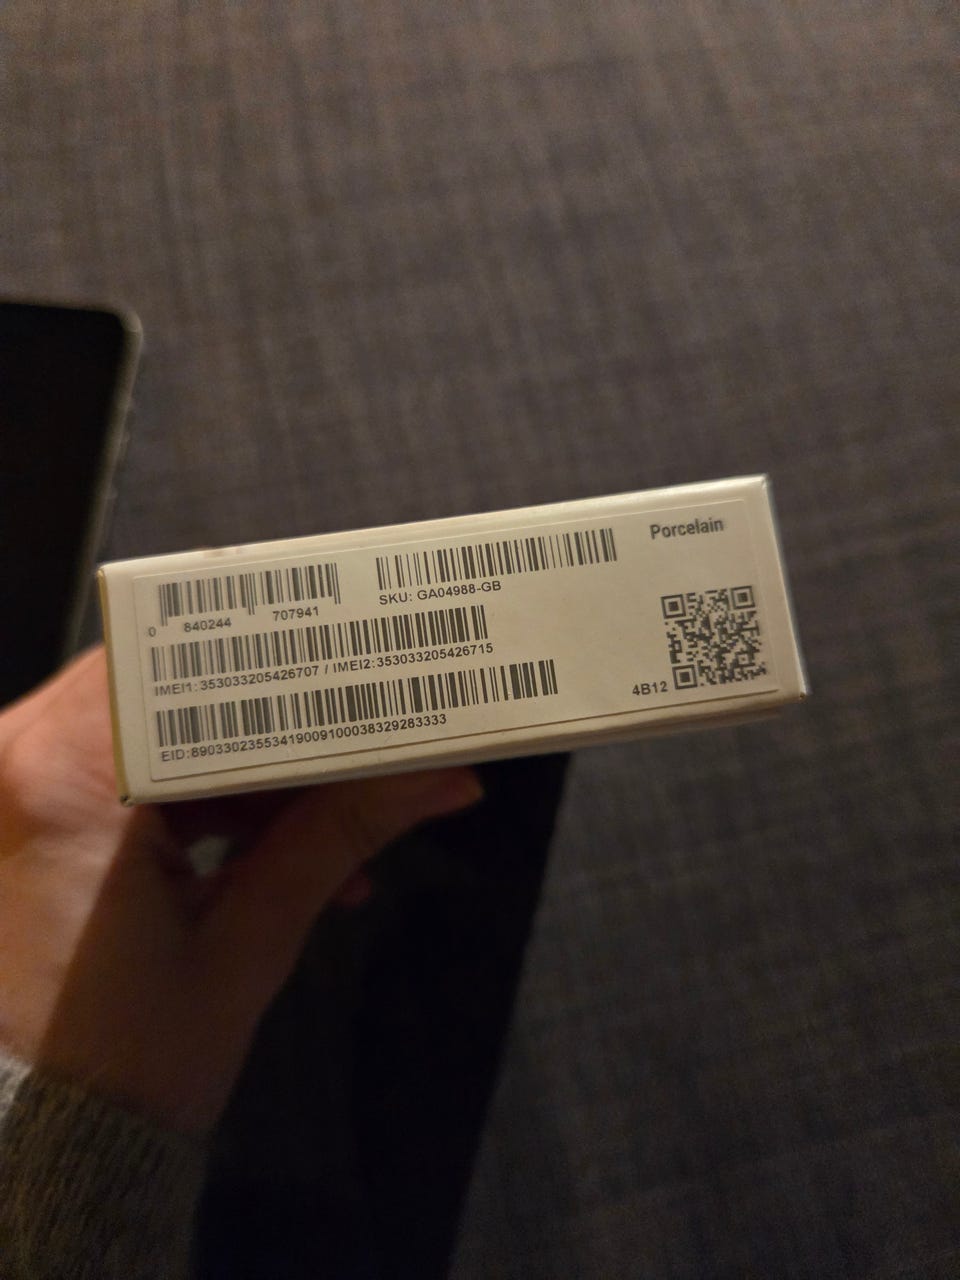 Porcelain
0 840244 707941
SKU: GA04988-GB
IMEI1: 353033205426707 / IMEI2: 353033205426715
EID: 89033023553419009100038329283333
4B12